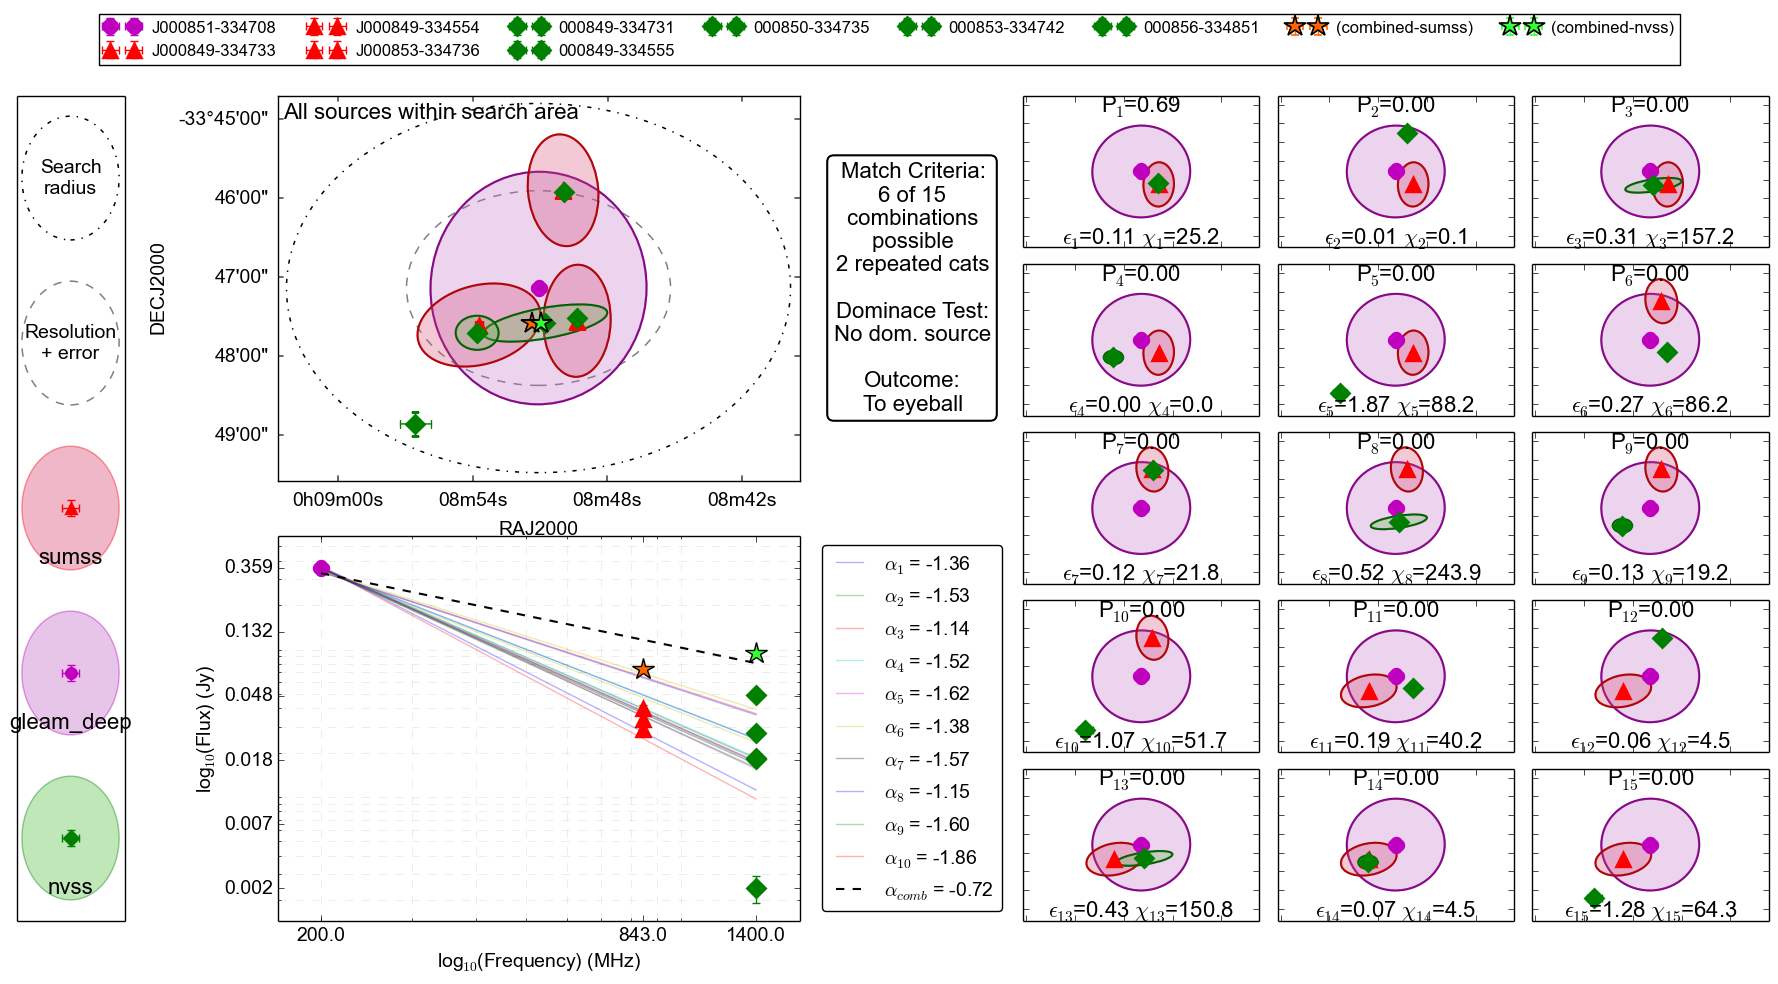 J000851-334708 J000849-334554 000849-334731 000850-334735 000853-334742 000856-334851 (combined-sumss) (combined-nvss)
J000849-334733 J000853-334736 000849-334555
Search
radius
Resolution
+ error
sumss
gleam_deep
nvss
All sources within search area
DECJ2000
-33°45'00"
46'00"
47'00"
48'00"
49'00"
0h09m00s 08m54s 08m48s 08m42s
RAJ2000
Match Criteria:
6 of 15
combinations
possible
2 repeated cats
Dominace Test:
No dom. source
Outcome:
To eyeball
log₁₀(Flux) (Jy)
0.359
0.132
0.048
0.018
0.007
0.002
200.0 843.0 1400.0
log₁₀(Frequency) (MHz)
α₁ = -1.36
α₂ = -1.53
α₃ = -1.14
α₄ = -1.52
α₅ = -1.62
α₆ = -1.38
α₇ = -1.57
α₈ = -1.15
α₉ = -1.60
α₁₀ = -1.86
α_comb = -0.72
P₁=0.69
ϵ₁=0.11 χ₁=25.2
P₂=0.00
ϵ₂=0.01 χ₂=0.1
P₃=0.00
ϵ₃=0.31 χ₃=157.2
P₄=0.00
ϵ₄=0.00 χ₄=0.0
P₅=0.00
ϵ₅=1.87 χ₅=88.2
P₆=0.00
ϵ₆=0.27 χ₆=86.2
P₇=0.00
ϵ₇=0.12 χ₇=21.8
P₈=0.00
ϵ₈=0.52 χ₈=243.9
P₉=0.00
ϵ₉=0.13 χ₉=19.2
P₁₀=0.00
ϵ₁₀=1.07 χ₁₀=51.7
P₁₁=0.00
ϵ₁₁=0.19 χ₁₁=40.2
P₁₂=0.00
ϵ₁₂=0.06 χ₁₂=4.5
P₁₃=0.00
ϵ₁₃=0.43 χ₁₃=150.8
P₁₄=0.00
ϵ₁₄=0.07 χ₁₄=4.5
P₁₅=0.00
ϵ₁₅=1.28 χ₁₅=64.3